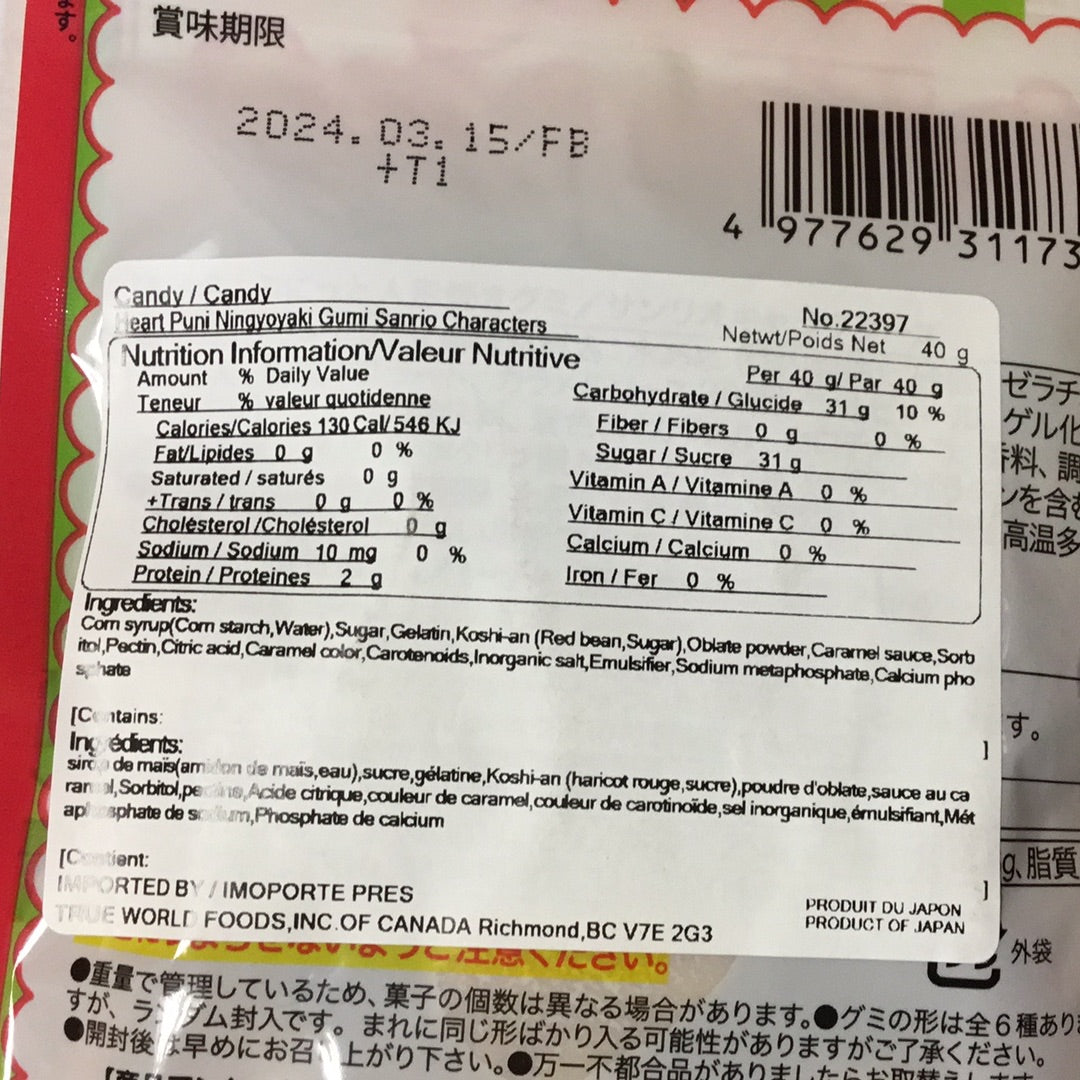 ます。
賞味期限
2024.03.15/FB
+T1
4 977629 31173
Candy / Candy
Heart Puni Ningyoyaki Gumi Sanrio Characters
No.22397
Netwt/Poids Net 40 g
Nutrition Information/Valeur Nutritive
Per 40 g/ Par 40 g
Amount % Daily Value
Teneur % valeur quotidenne
Calories/Calories 130 Cal/ 546 KJ
Fat/Lipides 0 g 0 %
Saturated / saturés 0 g
+Trans / trans 0 g 0 %
Cholésterol /Cholésterol 0 g
Sodium / Sodium 10 mg 0 %
Protein / Proteines 2 g
Carbohydrate / Glucide 31 g 10 %
Fiber / Fibers 0 g 0 %
Sugar / Sucre 31 g
Vitamin A / Vitamine A 0 %
Vitamin C / Vitamine C 0 %
Calcium / Calcium 0 %
Iron / Fer 0 %
Ingredients:
Corn syrup(Corn starch,Water),Sugar,Gelatin,Koshi-an (Red bean,Sugar),Oblate powder,Caramel sauce,Sorb
itol,Pectin,Citric acid,Caramel color,Carotenoids,Inorganic salt,Emulsifier,Sodium metaphosphate,Calcium pho
sphate
[Contains:
]
Ingrédients:
sirop de maïs(amidon de maïs,eau),sucre,gélatine,Koshi-an (haricot rouge,sucre),poudre d'oblate,sauce au ca
ramel,Sorbitol,pectine,Acide citrique,couleur de caramel,couleur de carotinoïde,sel inorganique,émulsifiant,Mét
aphosphate de sodium,Phosphate de calcium
[Contient:
]
IMPORTED BY / IMOPORTE PRES
TRUE WORLD FOODS,INC.OF CANADA Richmond,BC V7E 2G3
PRODUIT DU JAPON
PRODUCT OF JAPAN
ゼラチ
ゲル化
香料、調
ンを含む
高温多
す。
g、脂質
外袋
●重量で管理しているため、菓子の個数は異なる場合があります。●グミの形は全6種あり
すが、ランダム封入です。まれに同じ形ばかり入る可能性がありますがご了承ください。
●開封後は早めにお召し上がり下さい。●万一不都合品がありましたらお取替えします